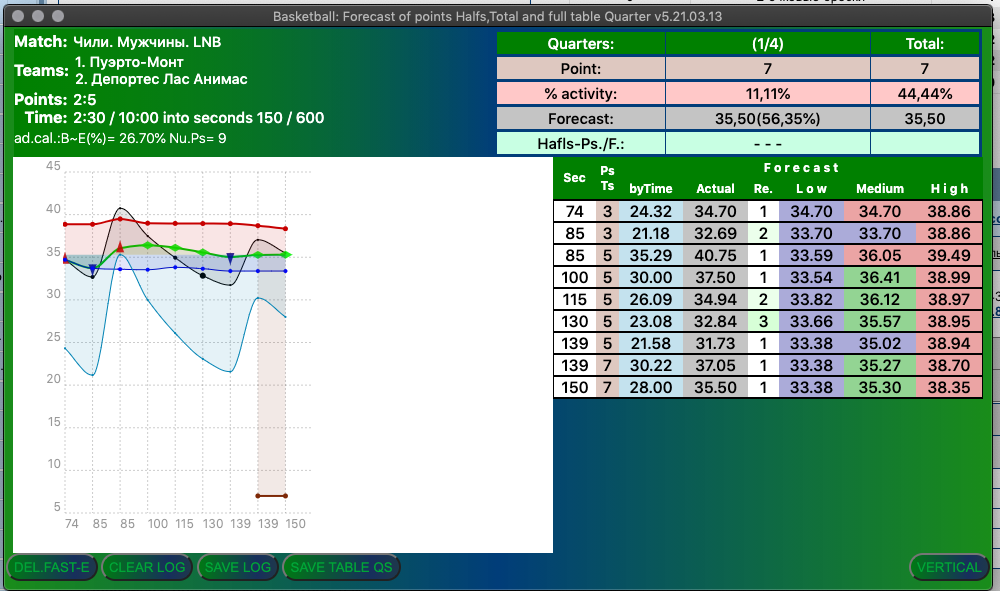 Basketball: Forecast of points Halfs,Total and full table Quarter v5.21.03.13
Match: Чили. Мужчины. LNB
Teams: 1. Пуэрто-Монт
2. Депортес Лас Анимас
Points: 2:5
Time: 2:30 / 10:00 into seconds 150 / 600
ad.cal.:B~E(%)= 26.70% Nu.Ps= 9
Quarters: (1/4) Total:
Point: 7 7
% activity: 11,11% 44,44%
Forecast: 35,50(56,35%) 35,50
Hafls-Ps./F.: - - -
45
40
35
30
25
20
15
10
5
74 85 85 100 115 130 139 139 150
Forecast
Sec Ps Ts byTime Actual Re. Low Medium High
74 3 24.32 34.70 1 34.70 34.70 38.86
85 3 21.18 32.69 2 33.70 33.70 38.86
85 5 35.29 40.75 1 33.59 36.05 39.49
100 5 30.00 37.50 1 33.54 36.41 38.99
115 5 26.09 34.94 2 33.82 36.12 38.97
130 5 23.08 32.84 3 33.66 35.57 38.95
139 5 21.58 31.73 1 33.38 35.02 38.94
139 7 30.22 37.05 1 33.38 35.27 38.70
150 7 28.00 35.50 1 33.38 35.30 38.35
DEL.FAST-E CLEAR LOG SAVE LOG SAVE TABLE QS VERTICAL